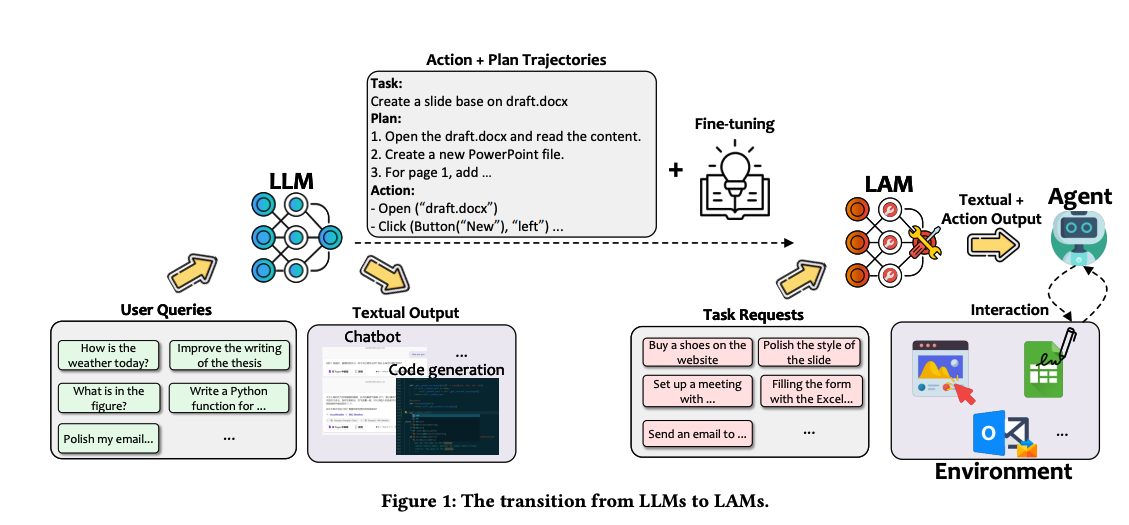 Action + Plan Trajectories
Task:
Create a slide base on draft.docx
Plan:
1. Open the draft.docx and read the content.
2. Create a new PowerPoint file.
3. For page 1, add ...
Action:
- Open (“draft.docx”)
- Click (Button(“New”), “left”) ...
+
Fine-tuning
LLM
LAM
Textual +
Action Output
Agent
User Queries
How is the
weather today?
Improve the writing
of the thesis
What is in the
figure?
Write a Python
function for ...
Polish my email...
...
Textual Output
Chatbot
...
Code generation
Task Requests
Buy a shoes on the
website
Polish the style of
the slide
Set up a meeting
with ...
Filling the form
with the Excel...
Send an email to ...
...
Interaction
O
...
Environment
Figure 1: The transition from LLMs to LAMs.